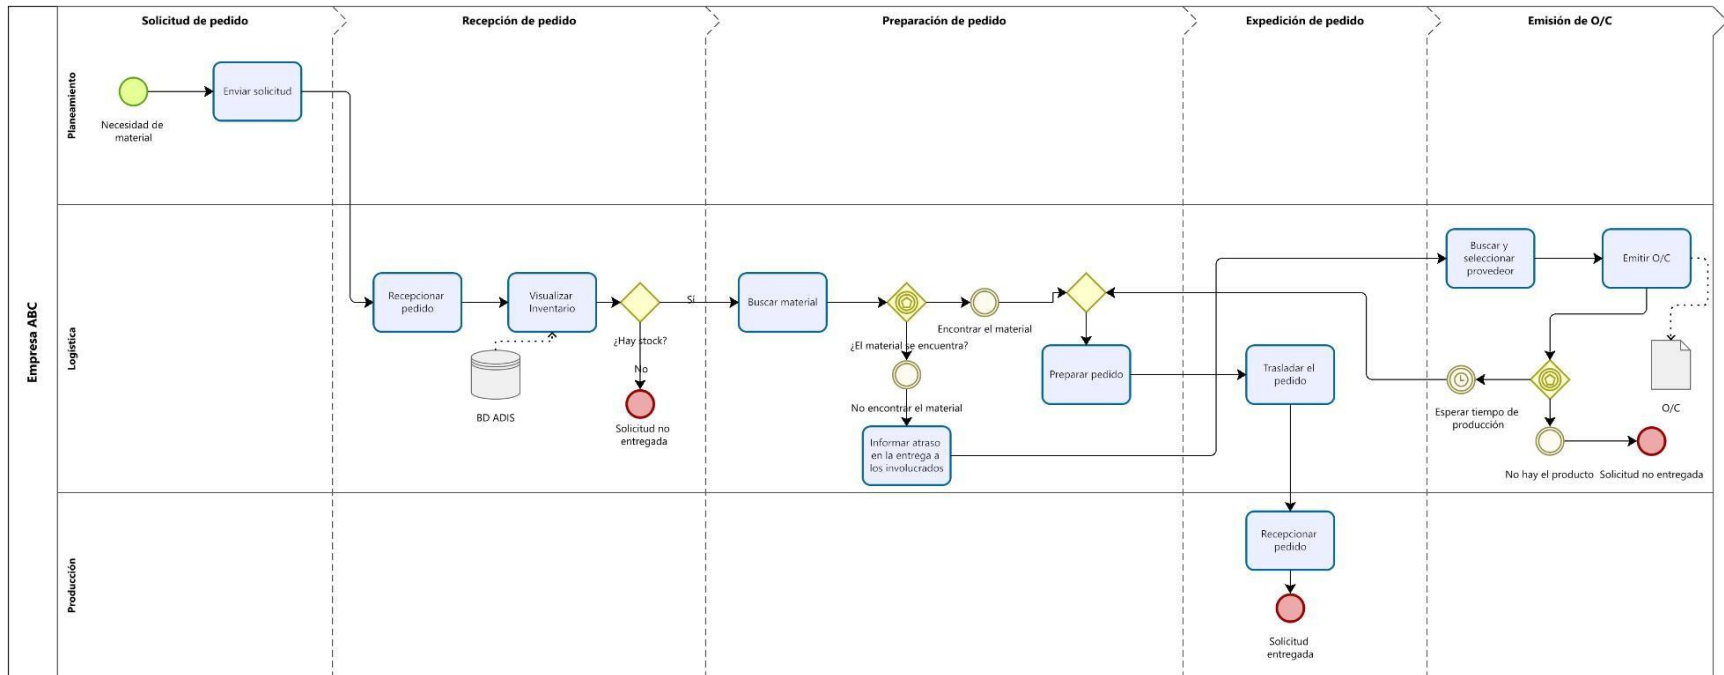 Solicitud de pedido
Recepción de pedido
Preparación de pedido
Expedición de pedido
Emisión de O/C
Empresa ABC
Planeamiento
Necesidad de
material
Enviar solicitud
Logística
Recepcionar
pedido
Visualizar
Inventario
BD ADIS
¿Hay stock?
Sí
No
Solicitud no
entregada
Buscar material
¿El material se encuentra?
Encontrar el material
No encontrar el material
Informar atraso
en la entrega a
los involucrados
Preparar pedido
Trasladar el
pedido
Buscar y
seleccionar
provedeor
Emitir O/C
O/C
Esperar tiempo de
producción
No hay el producto
Solicitud no entregada
Producción
Recepcionar
pedido
Solicitud
entregada